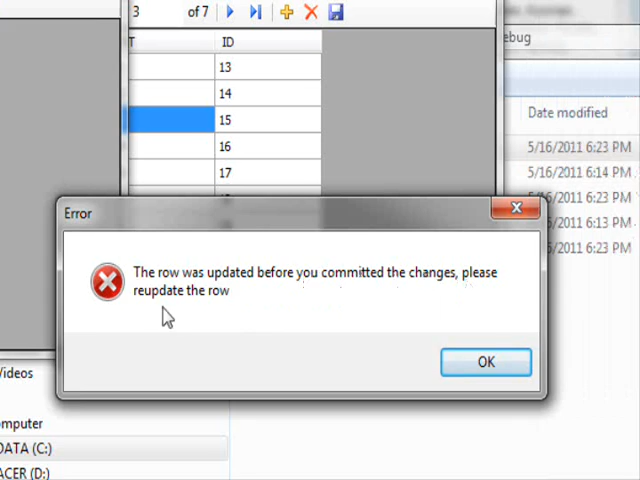 3 of 7
ebug
T ID
Date modified
13
14
15
16
17
5/16/2011 6:23 PM
5/16/2011 6:14 PM
5/16/2011 6:23 PM
5/16/2011 6:13 PM
5/16/2011 6:23 PM
Error
The row was updated before you committed the changes, please
reupdate the row
OK
Videos
omputer
DATA (C:)
ACER (D:)